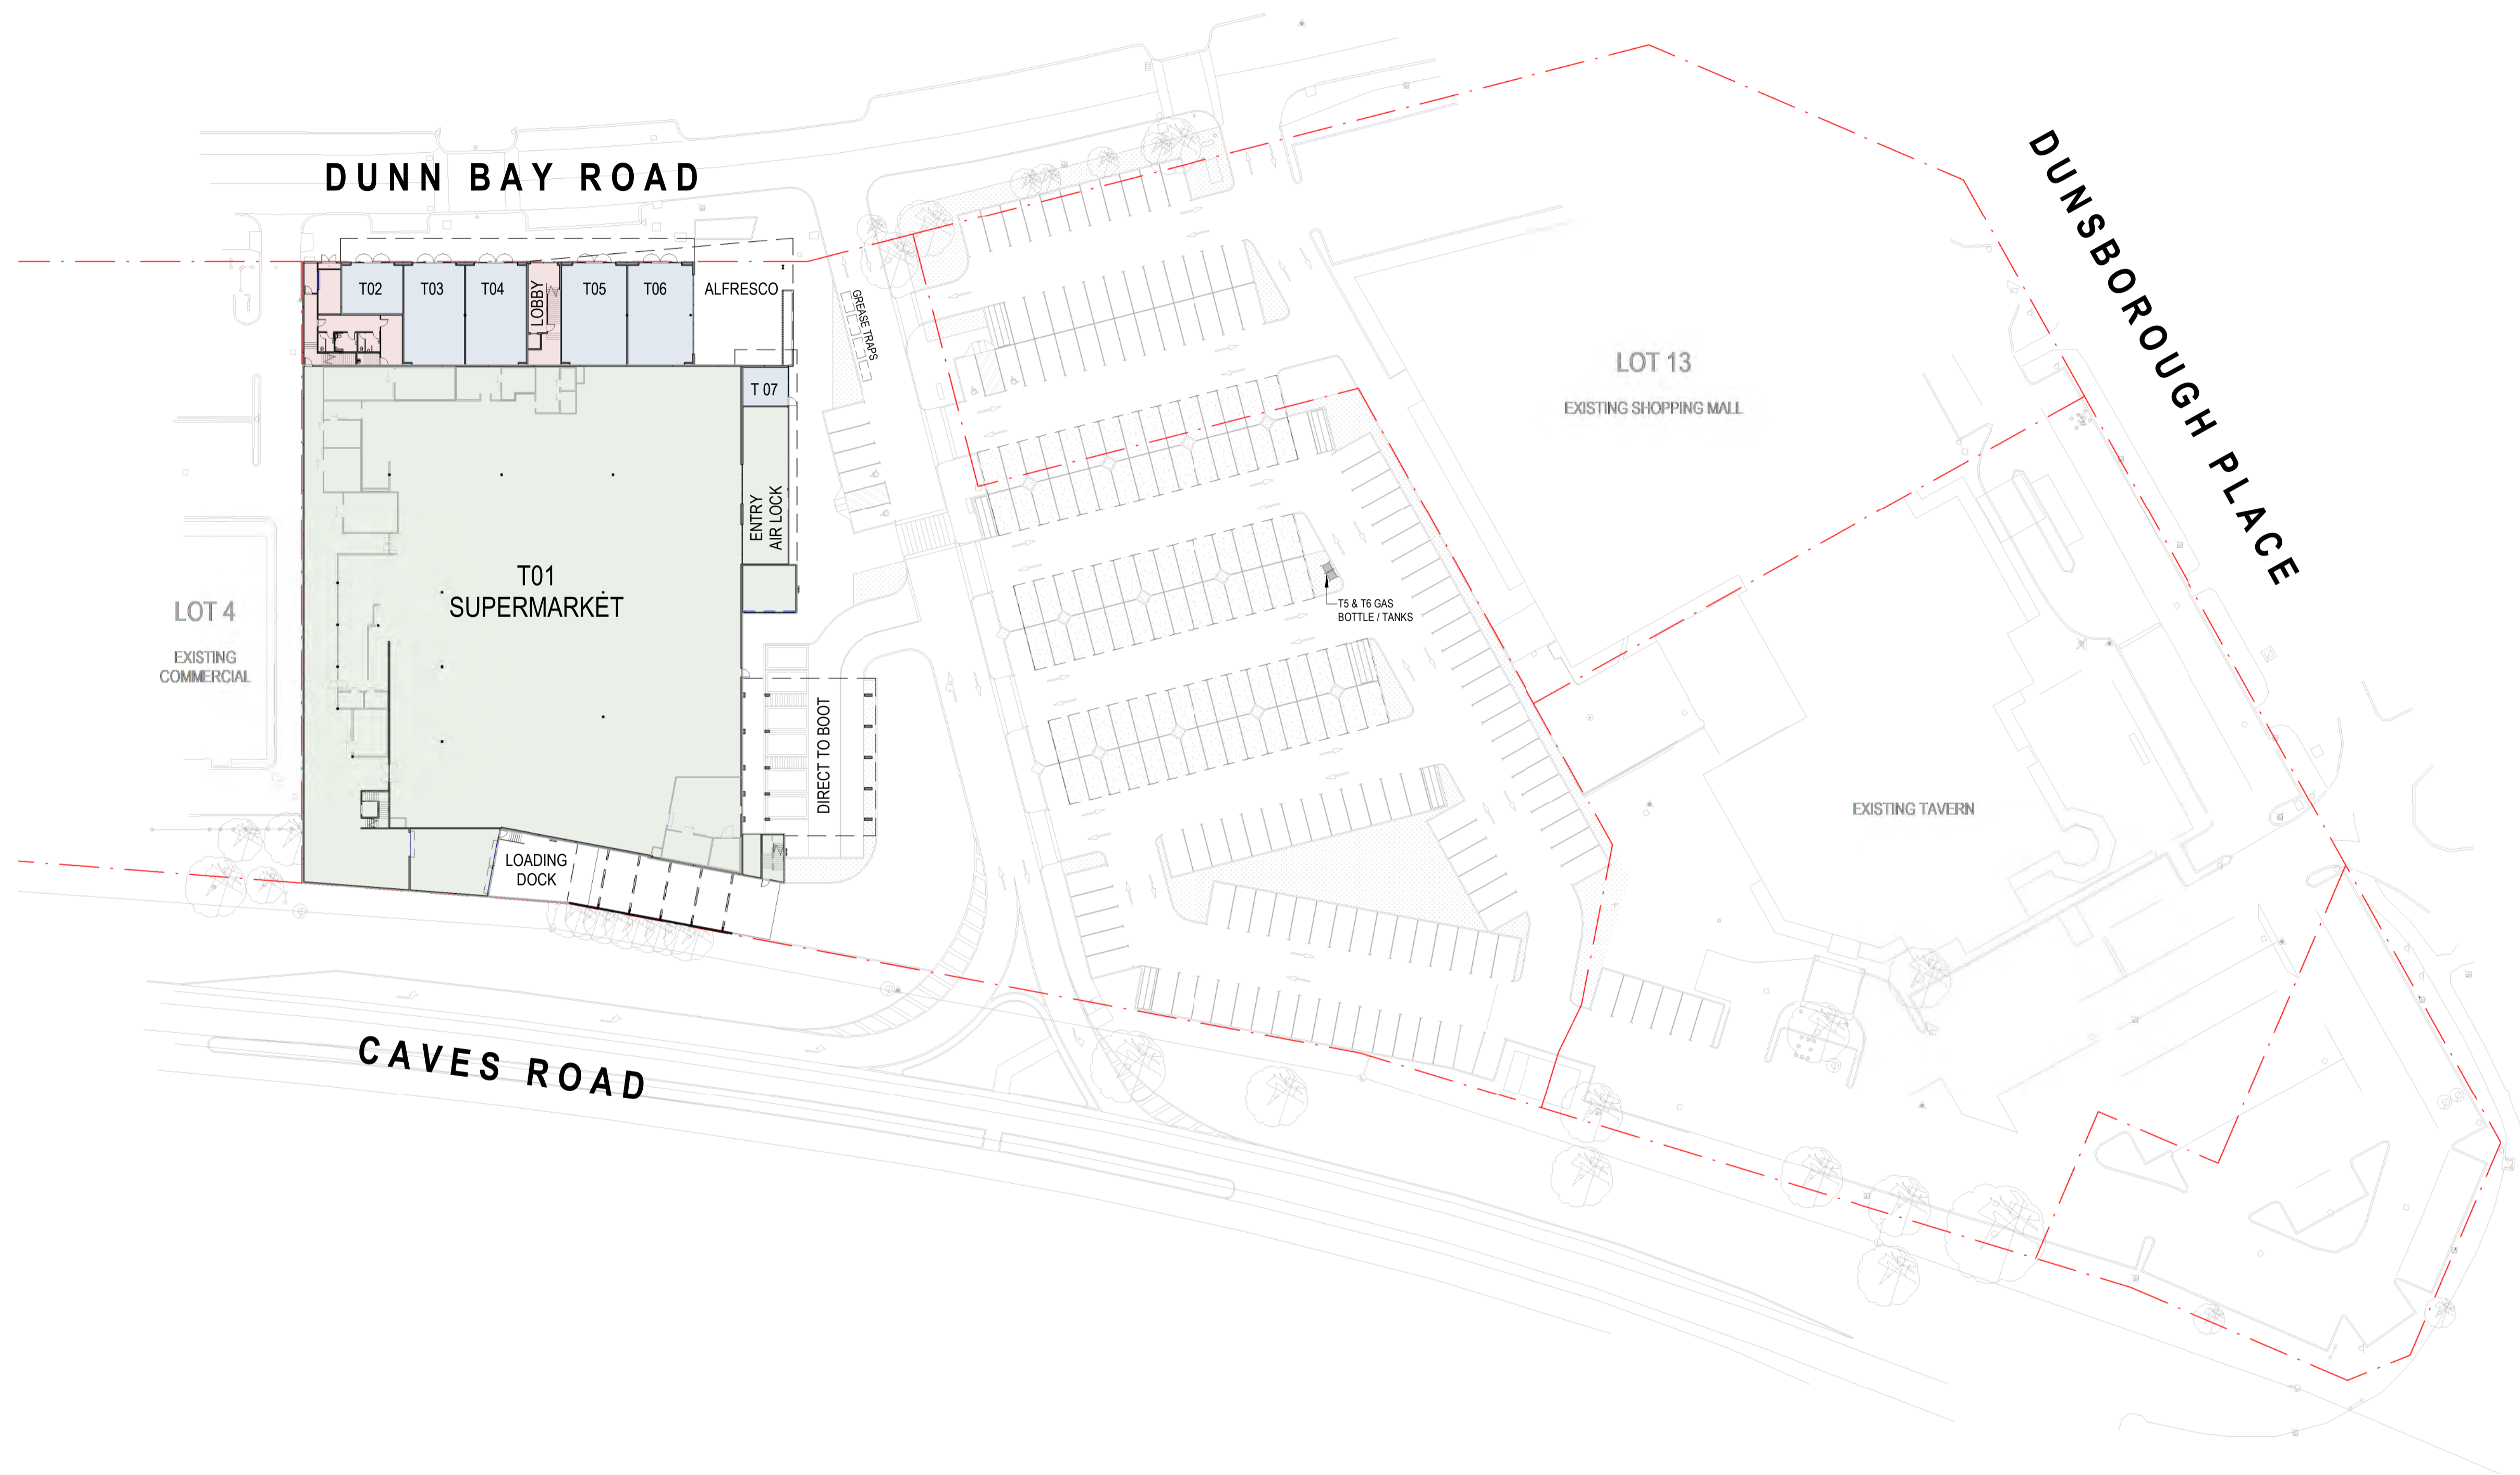 DUNN BAY ROAD
DUNSBOROUGH PLACE
T02
T03
T04
LOBBY
T05
T06
ALFRESCO
GREASE TRAPS
T 07
LOT 13
EXISTING SHOPPING MALL
ENTRY
AIR LOCK
T01
SUPERMARKET
LOT 4
EXISTING
COMMERCIAL
T5 & T6 GAS
BOTTLE / TANKS
DIRECT TO BOOT
EXISTING TAVERN
LOADING
DOCK
CAVES ROAD